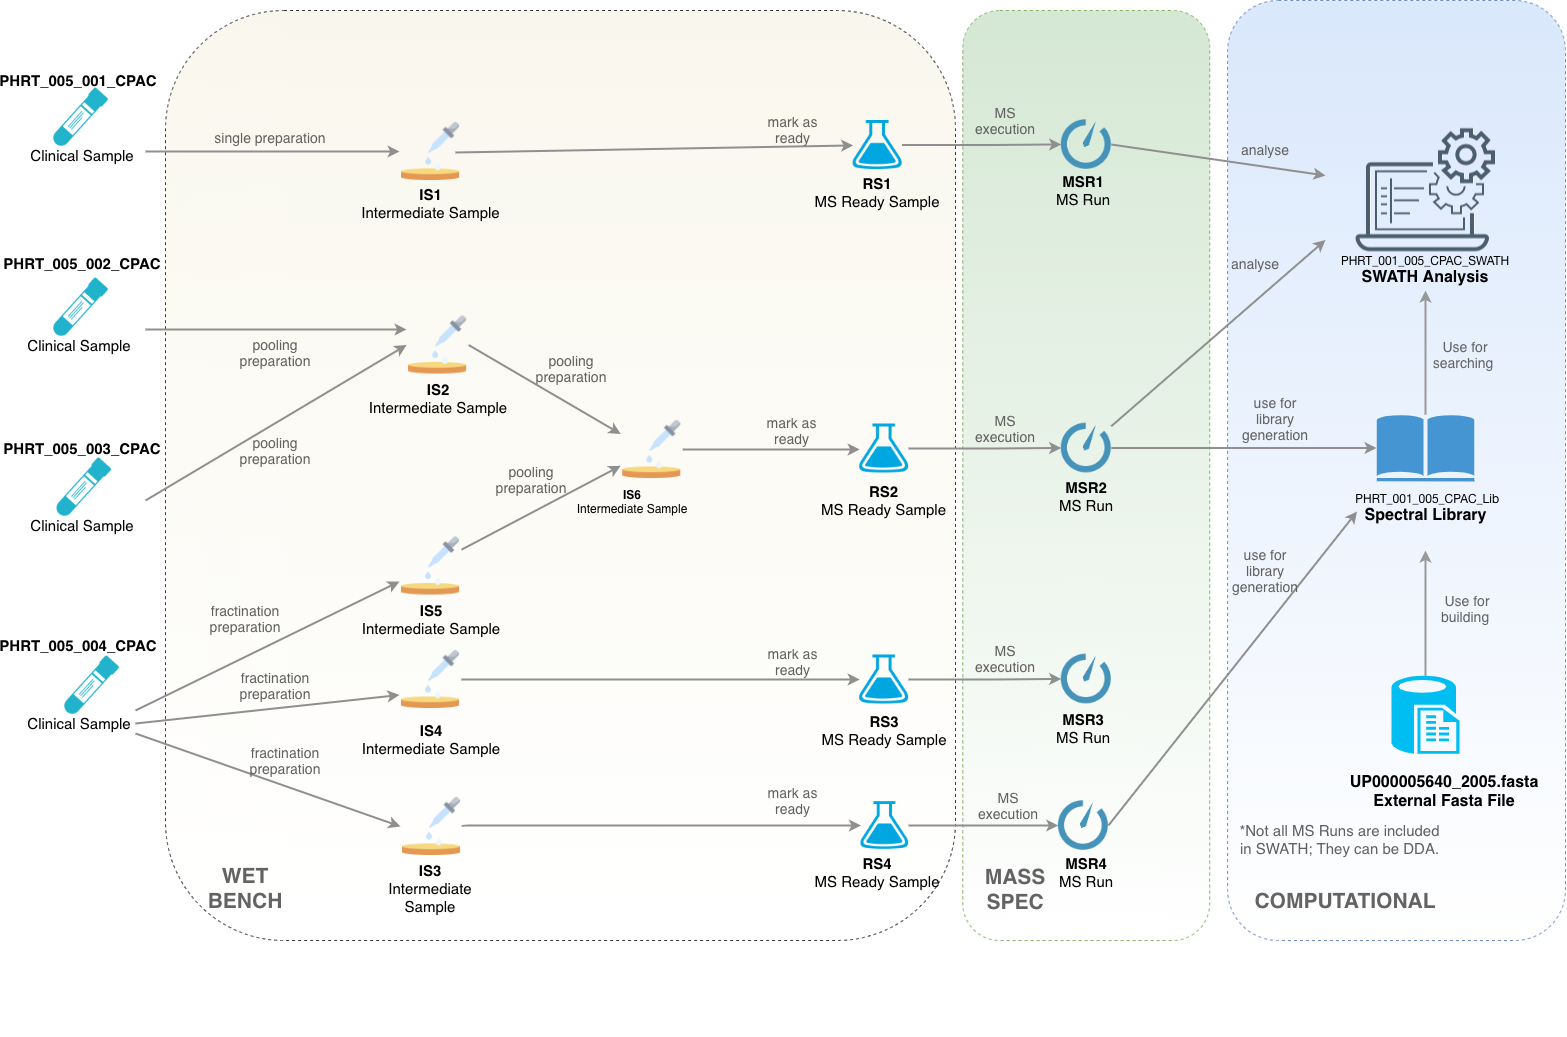 PHRT_005_001_CPAC
Clinical Sample
single preparation
IS1
Intermediate Sample
mark as
ready
RS1
MS Ready Sample
MS
execution
MSR1
MS Run
analyse
PHRT_001_005_CPAC_SWATH
SWATH Analysis
PHRT_005_002_CPAC
Clinical Sample
pooling
preparation
IS2
Intermediate Sample
pooling
preparation
analyse
Use for
searching
PHRT_005_003_CPAC
Clinical Sample
pooling
preparation
pooling
preparation
IS6
Intermediate Sample
mark as
ready
RS2
MS Ready Sample
MS
execution
MSR2
MS Run
use for
library
generation
PHRT_001_005_CPAC_Lib
Spectral Library
use for
library
generation
Use for
building
PHRT_005_004_CPAC
Clinical Sample
fractination
preparation
IS5
Intermediate Sample
fractination
preparation
IS4
Intermediate Sample
mark as
ready
RS3
MS Ready Sample
MS
execution
MSR3
MS Run
fractination
preparation
IS3
Intermediate
Sample
mark as
ready
RS4
MS Ready Sample
MS
execution
MSR4
MS Run
UP000005640_2005.fasta
External Fasta File
*Not all MS Runs are included
in SWATH; They can be DDA.
WET
BENCH
MASS
SPEC
COMPUTATIONAL